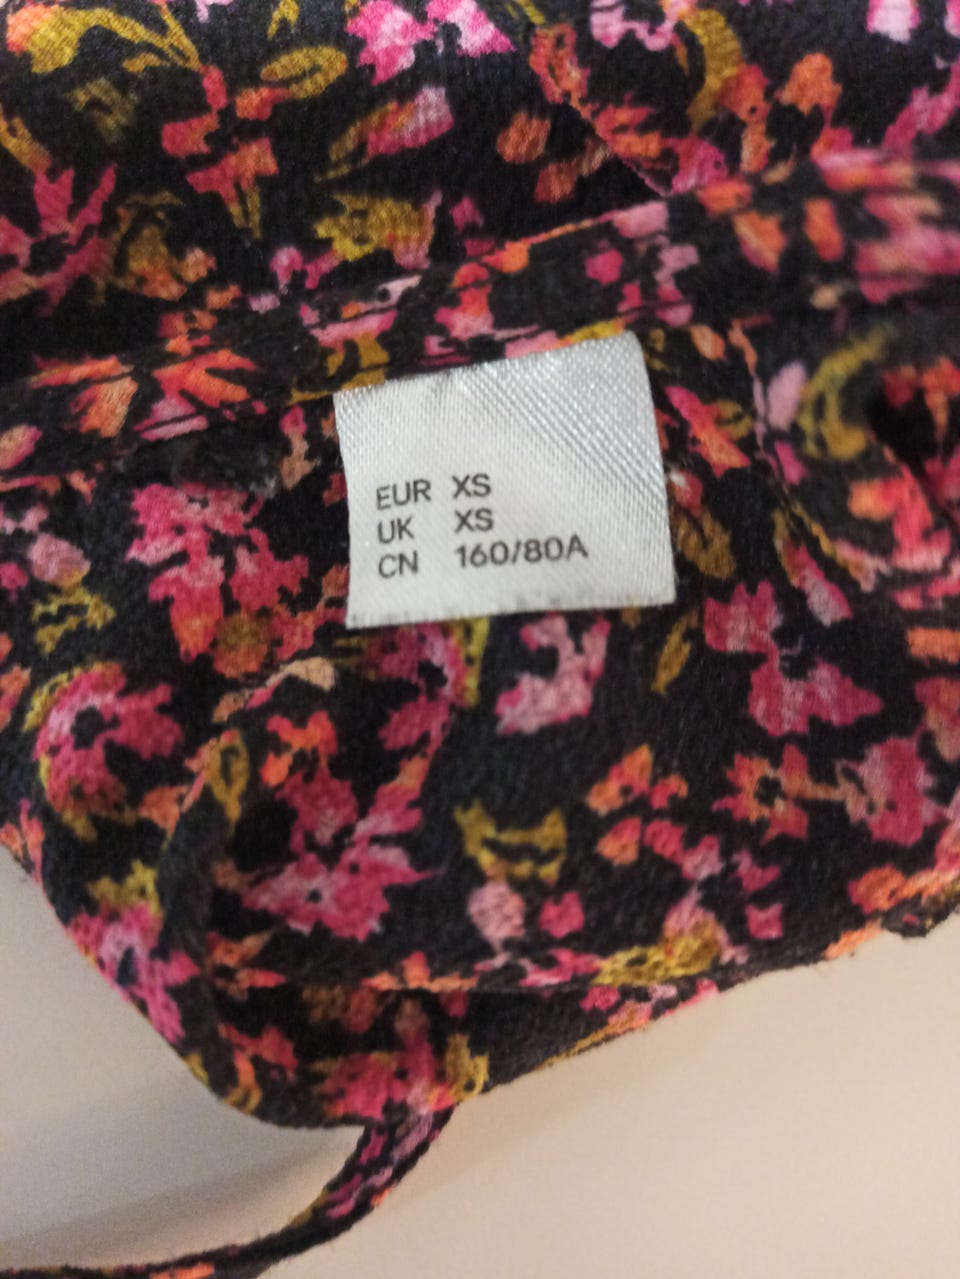 EUR XS
UK XS
CN 160/80A